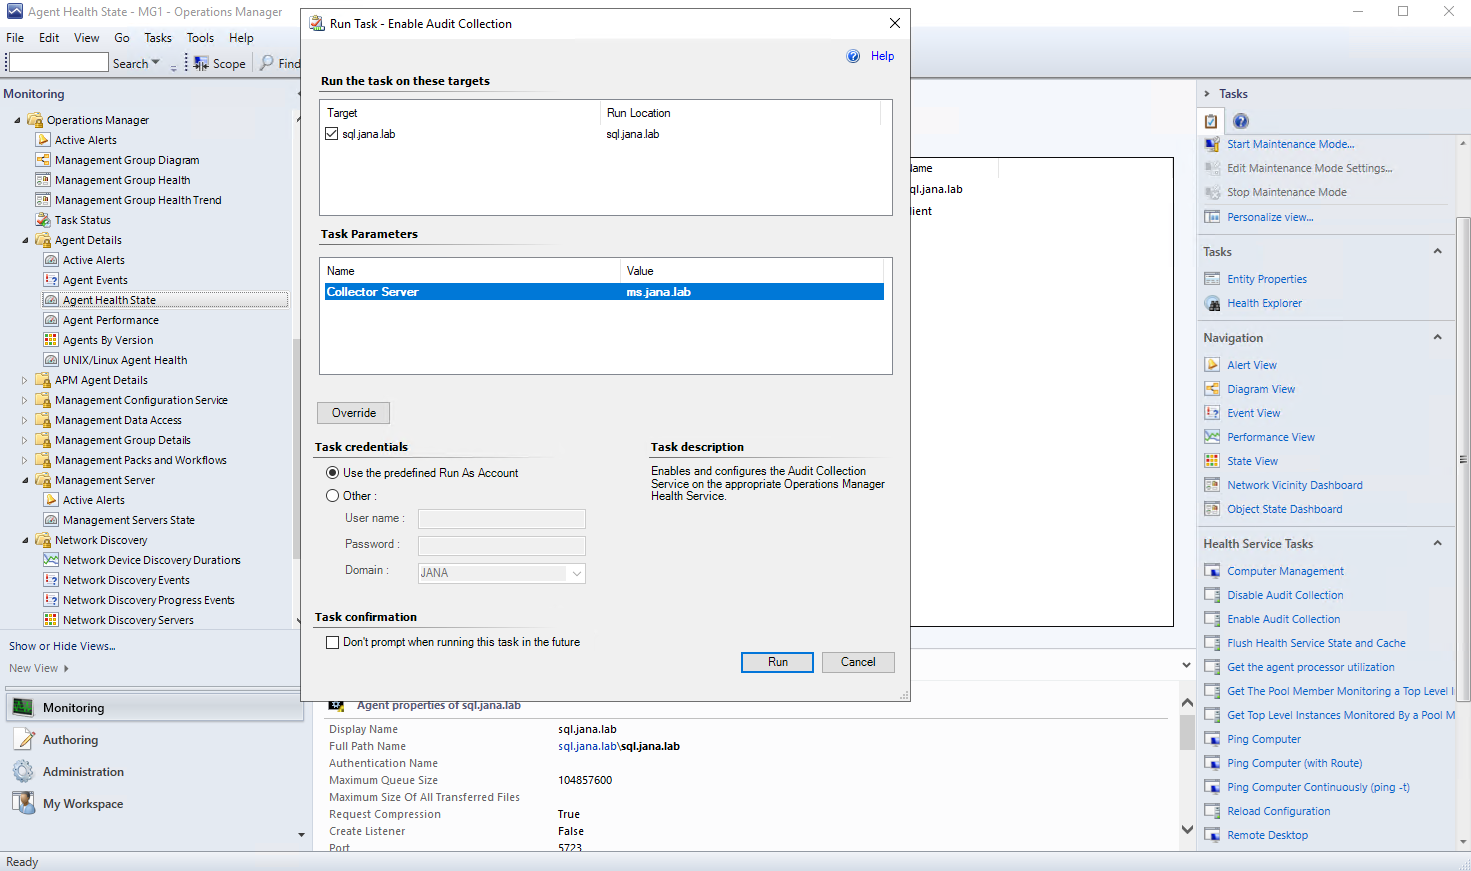 Agent Health State - MG1 - Operations Manager
File Edit View Go Tasks Tools Help
Search Scope Find
Monitoring
Operations Manager
Active Alerts
Management Group Diagram
Management Group Health
Management Group Health Trend
Task Status
Agent Details
Active Alerts
Agent Events
Agent Health State
Agent Performance
Agents By Version
UNIX/Linux Agent Health
APM Agent Details
Management Configuration Service
Management Data Access
Management Group Details
Management Packs and Workflows
Management Server
Active Alerts
Management Servers State
Network Discovery
Network Device Discovery Durations
Network Discovery Events
Network Discovery Progress Events
Network Discovery Servers
Show or Hide Views...
New View
Monitoring
Authoring
Administration
My Workspace
Ready
Run Task - Enable Audit Collection
Help
Run the task on these targets
Target Run Location
sql.jana.lab sql.jana.lab
Task Parameters
Name Value
Collector Server ms.jana.lab
Override
Task credentials
Use the predefined Run As Account
Other :
User name :
Password :
Domain : JANA
Task description
Enables and configures the Audit Collection
Service on the appropriate Operations Manager
Health Service.
Task confirmation
Don't prompt when running this task in the future
Run Cancel
ame
ql.jana.lab
lient
Agent properties of sql.jana.lab
Display Name sql.jana.lab
Full Path Name sql.jana.lab\sql.jana.lab
Authentication Name
Maximum Queue Size 104857600
Maximum Size Of All Transferred Files
Request Compression True
Create Listener False
Port 5723
Tasks
Start Maintenance Mode...
Edit Maintenance Mode Settings...
Stop Maintenance Mode
Personalize view...
Tasks
Entity Properties
Health Explorer
Navigation
Alert View
Diagram View
Event View
Performance View
State View
Network Vicinity Dashboard
Object State Dashboard
Health Service Tasks
Computer Management
Disable Audit Collection
Enable Audit Collection
Flush Health Service State and Cache
Get the agent processor utilization
Get The Pool Member Monitoring a Top Level I
Get Top Level Instances Monitored By a Pool M
Ping Computer
Ping Computer (with Route)
Ping Computer Continuously (ping -t)
Reload Configuration
Remote Desktop